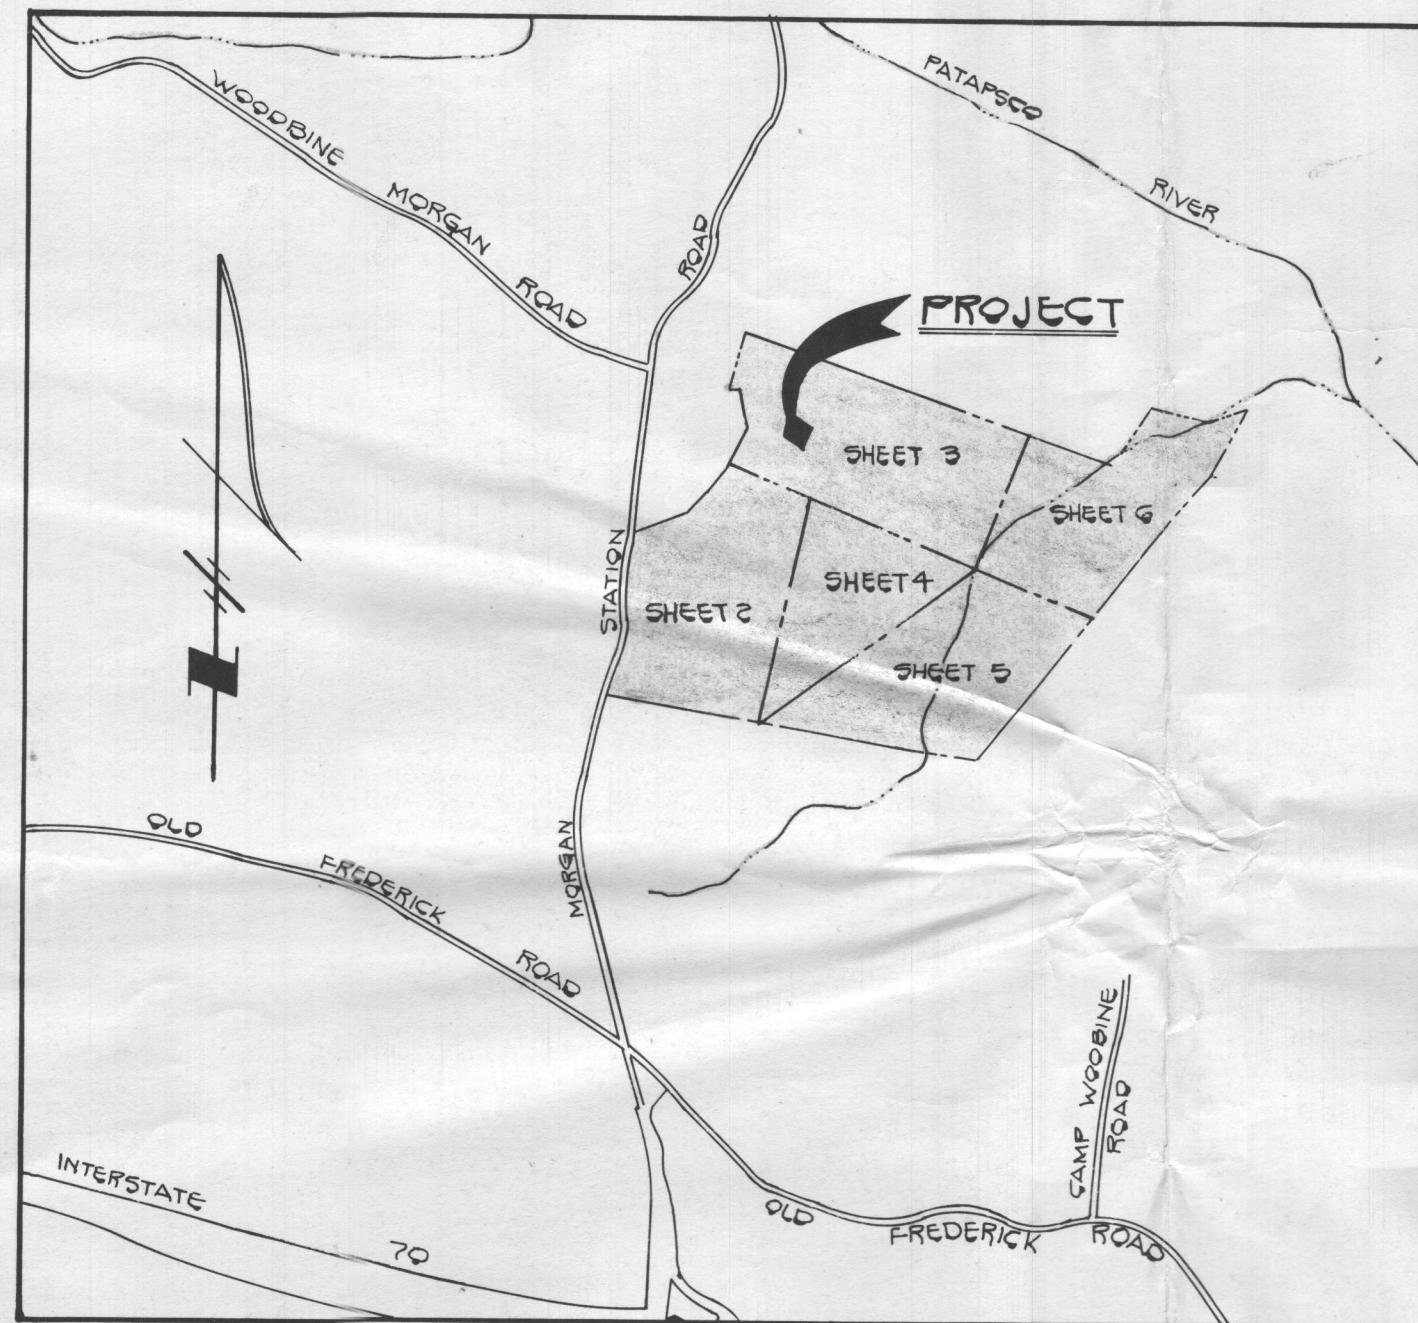 PATAPSCO
RIVER
WOODBINE
MORGAN
ROAD
ROAD
PROJECT
SHEET 3
SHEET 6
SHEET 4
SHEET 2
SHEET 5
STATION
MORGAN
N
OLD
FREDERICK
ROAD
CAMP WOOBINE
ROAD
INTERSTATE
70
OLD
FREDERICK
ROAD